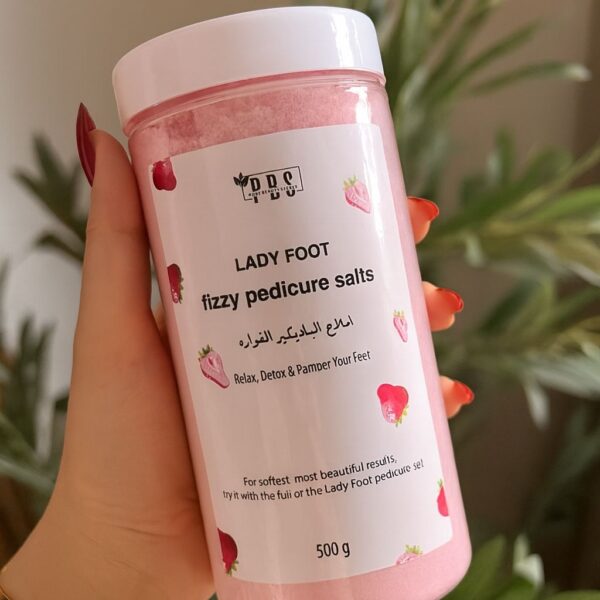 PBS
LADY FOOT
fizzy pedicure salts
املاح الباديكير الفواره
Relax, Detox & Pamper Your Feet
For softest most beautiful results,
try it with the full or the Lady Foot pedicure set
500 g